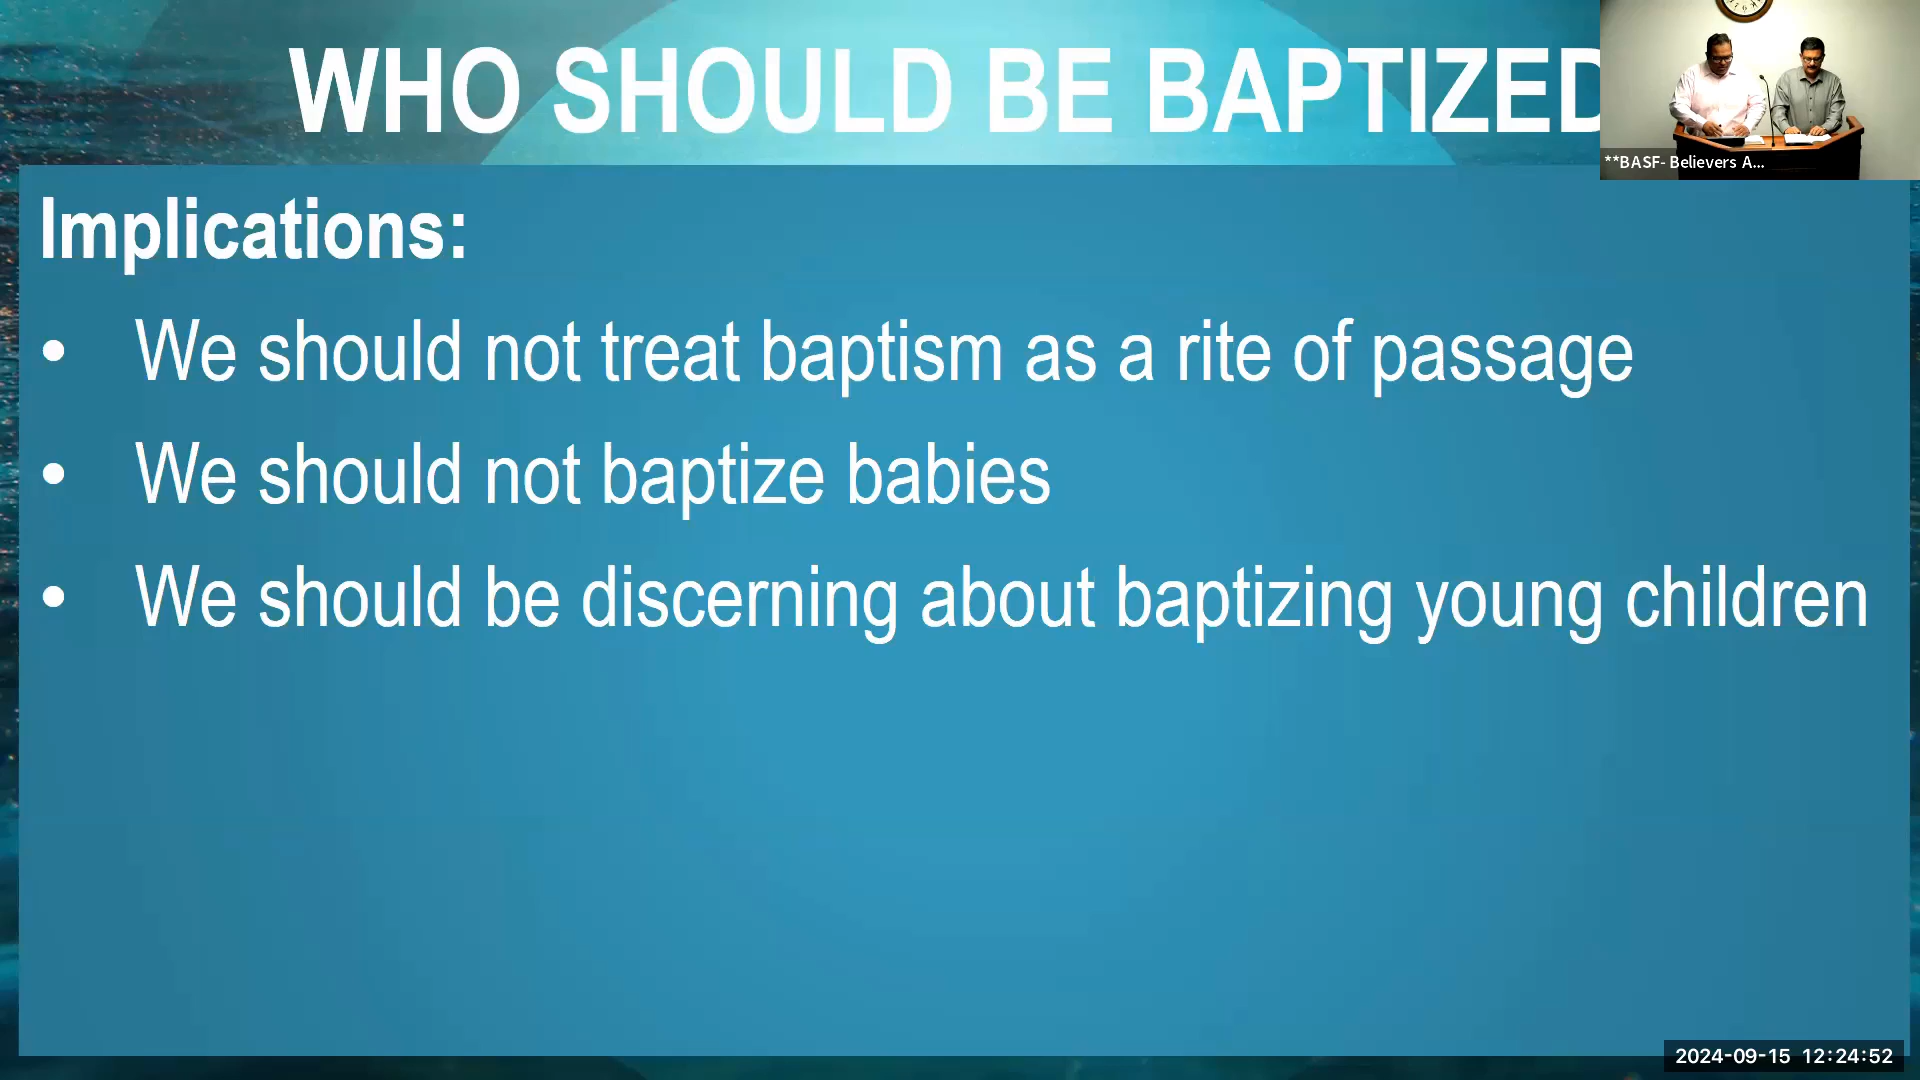 WHO SHOULD BE BAPTIZED
**BASF- Believers A...
Implications:
• We should not treat baptism as a rite of passage
• We should not baptize babies
• We should be discerning about baptizing young children
2024-09-15 12:24:52